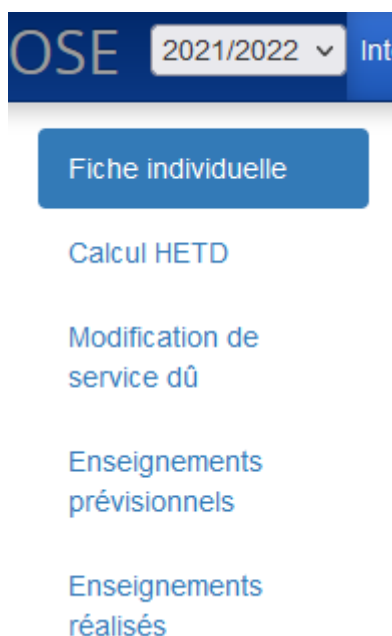 OSE 2021/2022 Int
Fiche individuelle
Calcul HETD
Modification de
service dû
Enseignements
prévisionnels
Enseignements
réalisés